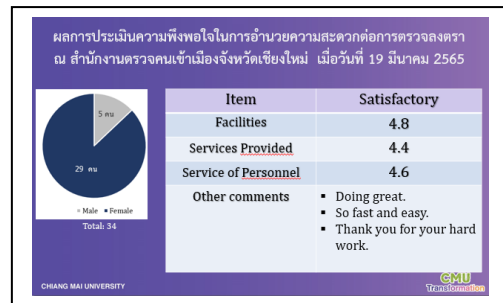 ผลการประเมินความพึงพอใจในการอำนวยความสะดวกต่อการตรวจลงตรา
ณ สำนักงานตรวจคนเข้าเมืองจังหวัดเชียงใหม่ เมื่อวันที่ 19 มีนาคม 2565
5 คน
29 คน
Male Female
Total: 34
Item Satisfactory
Facilities 4.8
Services Provided 4.4
Service of Personnel 4.6
Other comments ▪ Doing great.
▪ So fast and easy.
▪ Thank you for your hard
work.
CHIANG MAI UNIVERSITY
CMU
Transformation